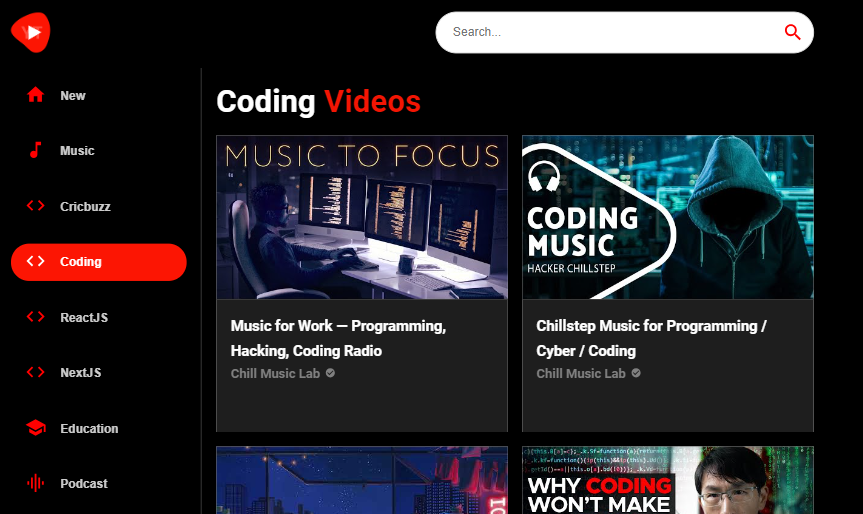 Search...
New
Music
Cricbuzz
Coding
ReactJS
NextJS
Education
Podcast
Coding Videos
MUSIC TO FOCUS
Music for Work — Programming,
Hacking, Coding Radio
Chill Music Lab
CODING
MUSIC
HACKER CHILLSTEP
Chillstep Music for Programming /
Cyber / Coding
Chill Music Lab
WHY CODING
WON'T MAKE